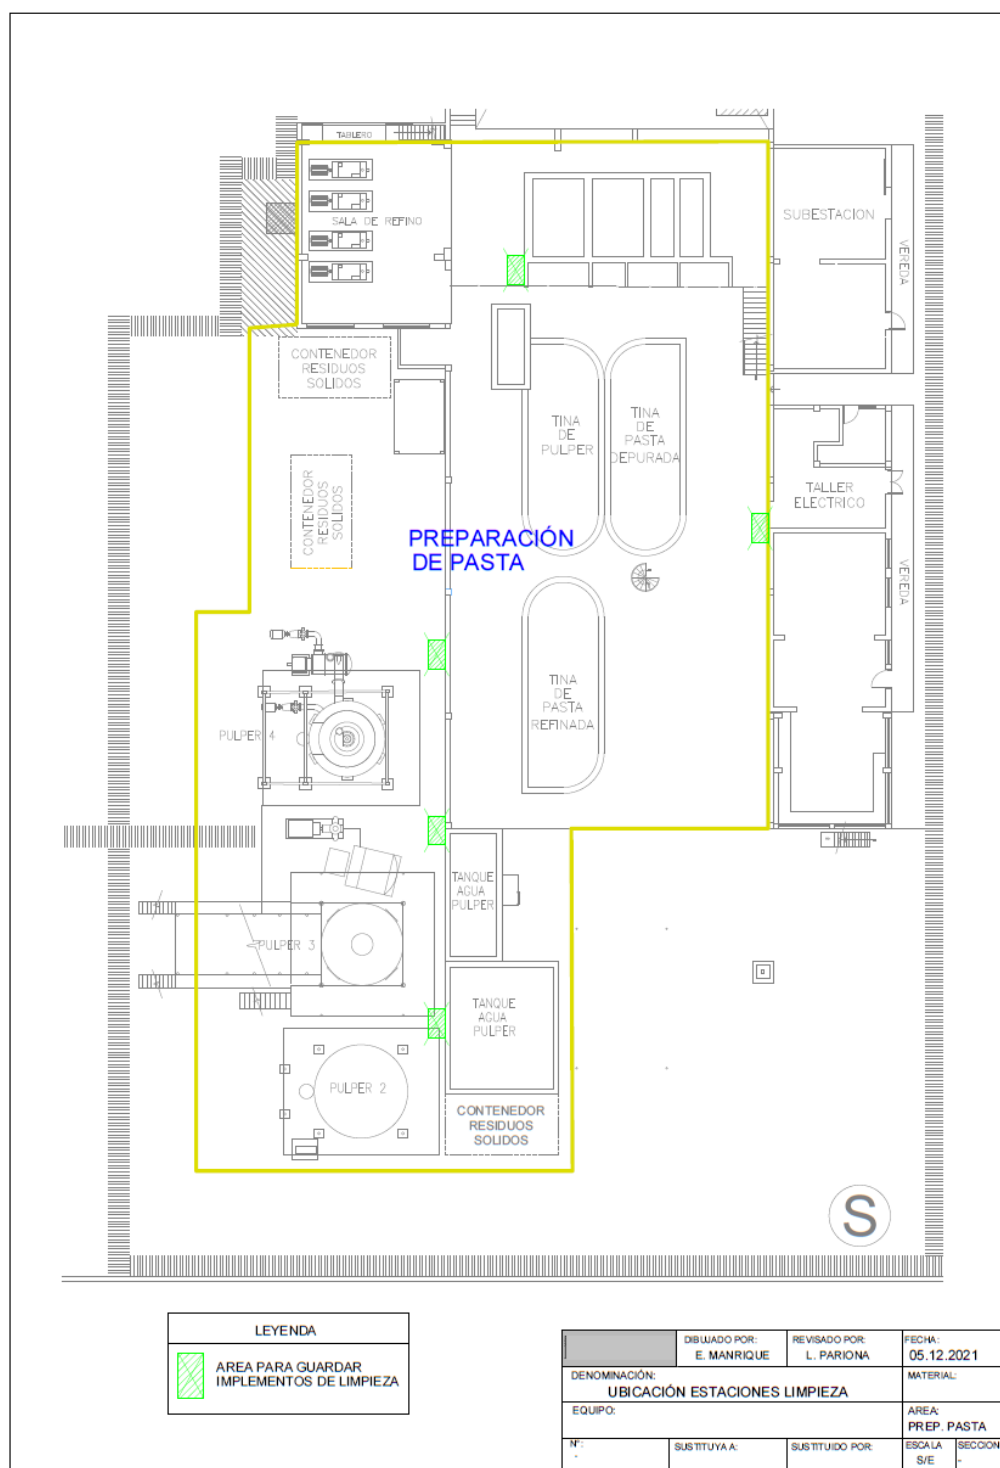 TABLERO
SALA DE REFINO
SUBESTACION
VEREDA
CONTENEDOR
RESIDUOS
SOLIDOS
TINA
DE
PULPER
TINA
DE
PASTA
DEPURADA
CONTENEDOR
RESIDUOS
SOLIDOS
TALLER
ELECTRICO
PREPARACIÓN
DE PASTA
VEREDA
TINA
DE
PASTA
REFINADA
PULPER 4
TANQUE
AGUA
PULPER
PULPER 3
TANQUE
AGUA
PULPER
PULPER 2
CONTENEDOR
RESIDUOS
SOLIDOS
S
LEYENDA
AREA PARA GUARDAR
IMPLEMENTOS DE LIMPIEZA
DIBUJADO POR:
E. MANRIQUE
REVISADO POR:
L. PARIONA
FECHA:
05.12.2021
DENOMINACIÓN:
UBICACIÓN ESTACIONES LIMPIEZA
MATERIAL:
EQUIPO:
AREA:
PREP. PASTA
N°:
-
SUSTITUYA A:
SUSTITUIDO POR:
ESCALA
S/E
SECCION
-